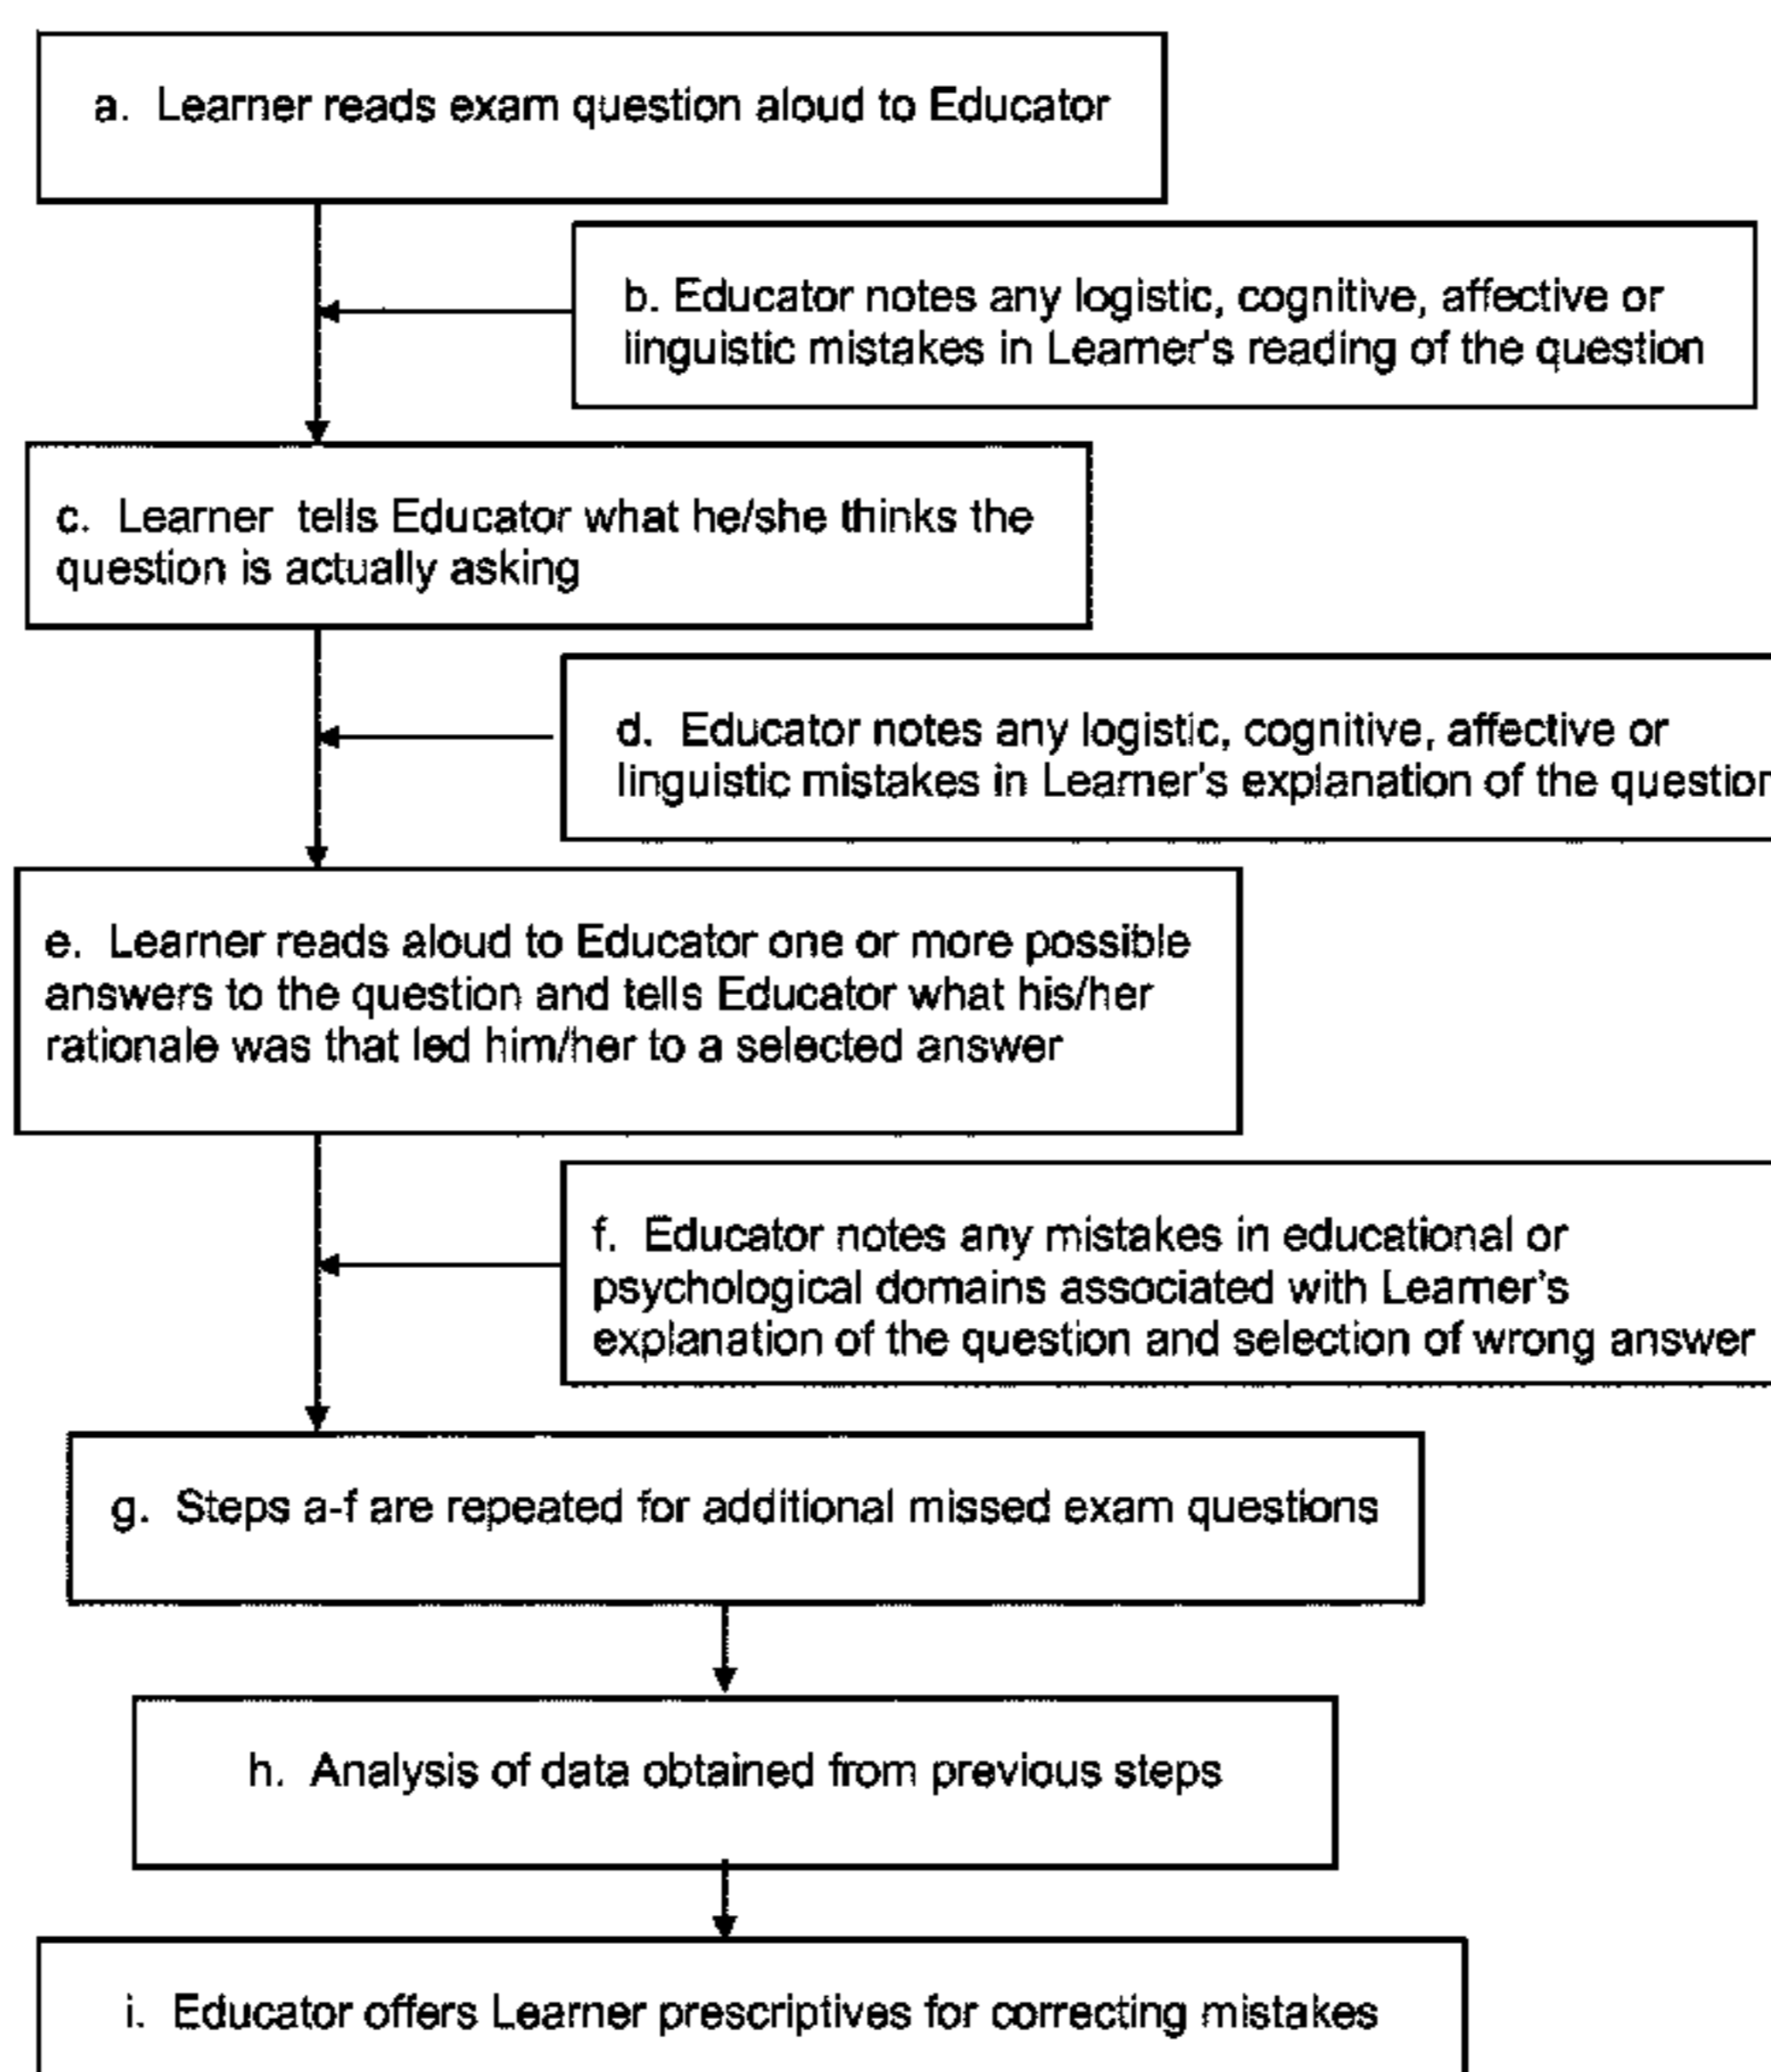 a. Learner reads exam question aloud to Educator
b. Educator notes any logistic, cognitive, affective or
linguistic mistakes in Learner's reading of the question
c. Learner tells Educator what he/she thinks the
question is actually asking
d. Educator notes any logistic, cognitive, affective or
linguistic mistakes in Learner's explanation of the question
e. Learner reads aloud to Educator one or more possible
answers to the question and tells Educator what his/her
rationale was that led him/her to a selected answer
f. Educator notes any mistakes in educational or
psychological domains associated with Learner's
explanation of the question and selection of wrong answer
g. Steps a-f are repeated for additional missed exam questions
h. Analysis of data obtained from previous steps
i. Educator offers Learner prescriptives for correcting mistakes